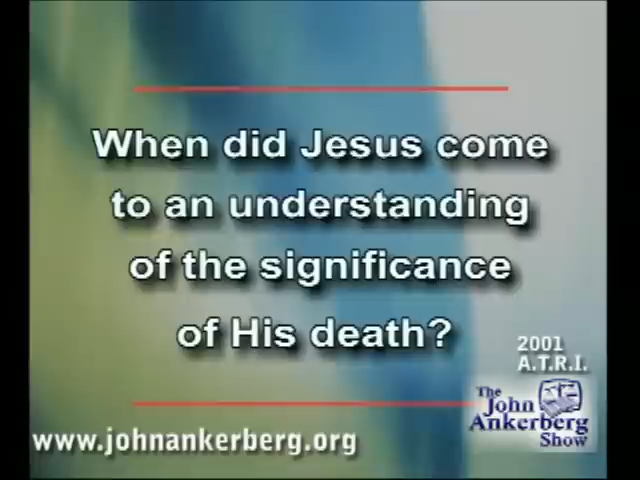 When did Jesus come
to an understanding
of the significance
of His death?
2001
A.T.R.I.
The
John
Ankerberg
Show
www.johnankerberg.org